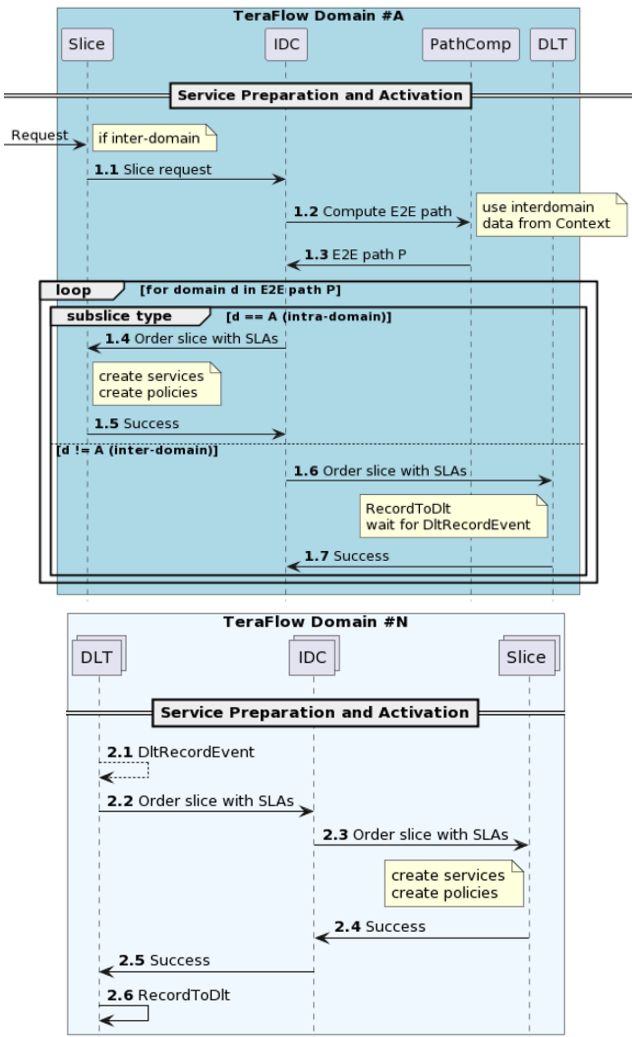 TeraFlow Domain #A
Slice
IDC
PathComp
DLT
Service Preparation and Activation
Request
if inter-domain
1.1 Slice request
1.2 Compute E2E path
use interdomain
data from Context
1.3 E2E path P
loop
[for domain d in E2E path P]
subslice type
[d == A (intra-domain)]
1.4 Order slice with SLAs
create services
create policies
1.5 Success
[d != A (inter-domain)]
1.6 Order slice with SLAs
RecordToDlt
wait for DltRecordEvent
1.7 Success
TeraFlow Domain #N
DLT
IDC
Slice
Service Preparation and Activation
2.1 DltRecordEvent
2.2 Order slice with SLAs
2.3 Order slice with SLAs
create services
create policies
2.4 Success
2.5 Success
2.6 RecordToDlt